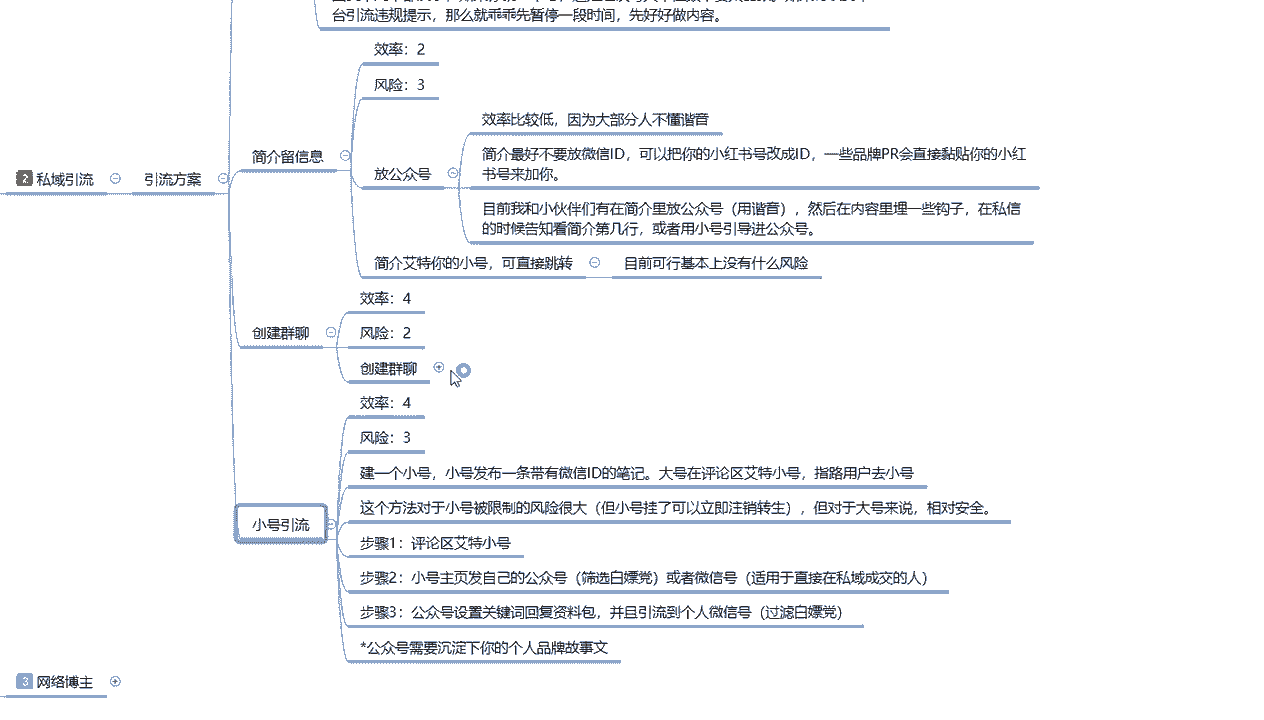 台引流违规提示，那么就乖乖先暂停一段时间，先好好做内容。
效率：2
风险：3
效率比较低，因为大部分人不懂谐音
简介留信息
简介最好不要放微信ID，可以把你的小红书号改成ID，一些品牌PR会直接黏贴你的小红
书号来加你。
放公众号
2 私域引流
引流方案
目前我和小伙伴们有在简介里放公众号（用谐音），然后在内容里埋一些钩子，在私信
的时候告知看简介第几行，或者用小号引导进公众号。
简介艾特你的小号，可直接跳转
目前可行基本上没有什么风险
效率：4
创建群聊
风险：2
创建群聊
效率：4
风险：3
建一个小号，小号发布一条带有微信ID的笔记。大号在评论区艾特小号，指路用户去小号
这个方法对于小号被限制的风险很大（但小号挂了可以立即注销转生），但对于大号来说，相对安全。
小号引流
步骤1：评论区艾特小号
步骤2：小号主页发自己的公众号（筛选白嫖党）或者微信号（适用于直接在私域成交的人）
步骤3：公众号设置关键词回复资料包，并且引流到个人微信号（过滤白嫖党）
*公众号需要沉淀下你的个人品牌故事文
3 网络博主